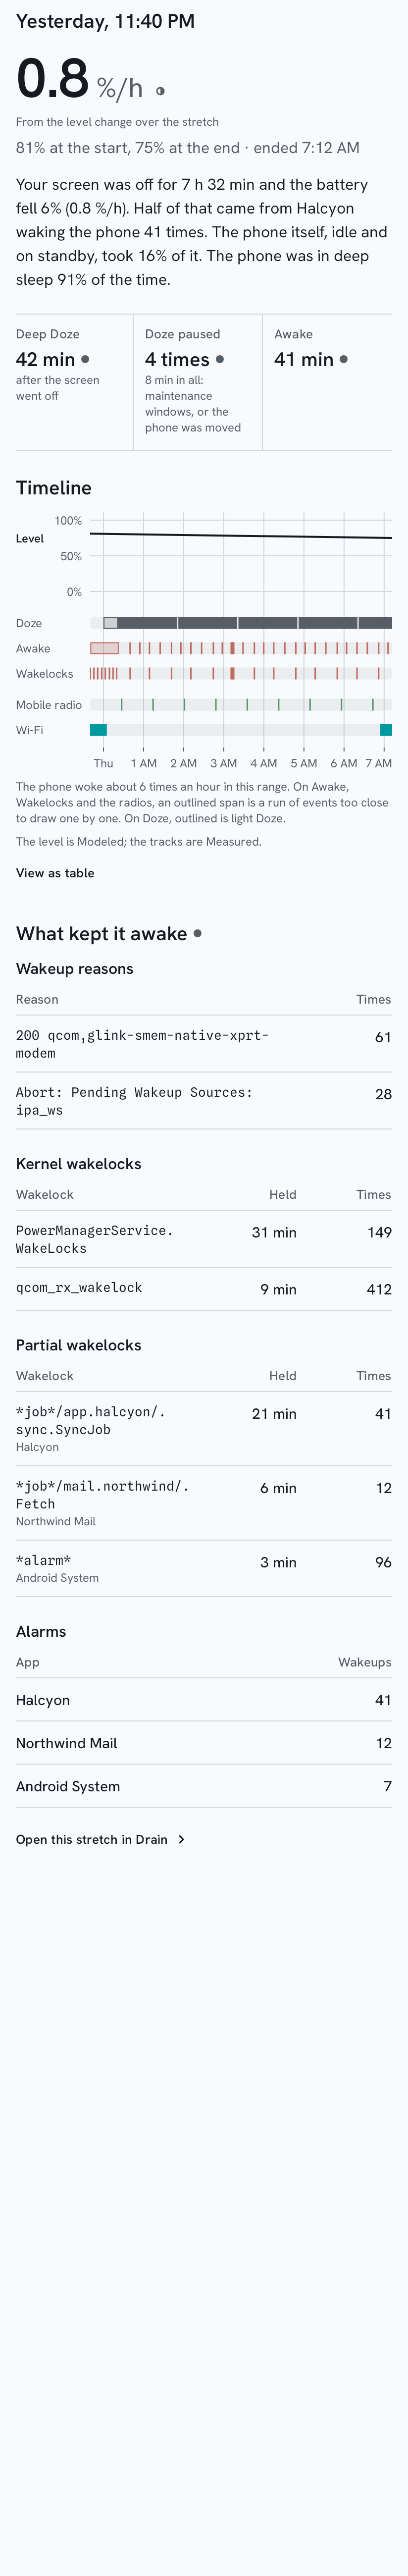 Yesterday, 11:40 PM
0.8 %/h
From the level change over the stretch
81% at the start, 75% at the end · ended 7:12 AM
Your screen was off for 7 h 32 min and the battery
fell 6% (0.8 %/h). Half of that came from Halcyon
waking the phone 41 times. The phone itself, idle and
on standby, took 16% of it. The phone was in deep
sleep 91% of the time.
Deep Doze
42 min
after the screen
went off
Doze paused
4 times
8 min in all:
maintenance
windows, or the
phone was moved
Awake
41 min
Timeline
100%
Level
50%
0%
Doze
Awake
Wakelocks
Mobile radio
Wi-Fi
Thu 1 AM 2 AM 3 AM 4 AM 5 AM 6 AM 7 AM
The phone woke about 6 times an hour in this range. On Awake,
Wakelocks and the radios, an outlined span is a run of events too close
to draw one by one. On Doze, outlined is light Doze.
The level is Modeled; the tracks are Measured.
View as table
What kept it awake
Wakeup reasons
Reason Times
200 qcom,glink-smem-native-xprt-
modem 61
Abort: Pending Wakeup Sources:
ipa_ws 28
Kernel wakelocks
Wakelock Held Times
PowerManagerService.
WakeLocks 31 min 149
qcom_rx_wakelock 9 min 412
Partial wakelocks
Wakelock Held Times
*job*/app.halcyon/.
sync.SyncJob 21 min 41
Halcyon
*job*/mail.northwind/.
Fetch 6 min 12
Northwind Mail
*alarm* 3 min 96
Android System
Alarms
App Wakeups
Halcyon 41
Northwind Mail 12
Android System 7
Open this stretch in Drain